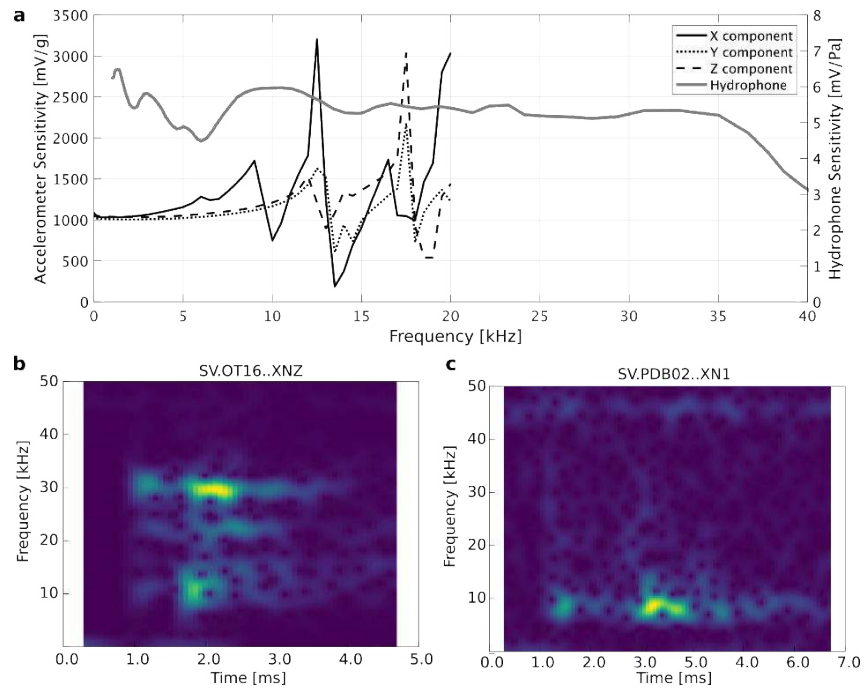 a
Accelerometer Sensitivity [mV/g]
3500
3000
2500
2000
1500
1000
500
0
0 5 10 15 20 25 30 35 40
Frequency [kHz]
8
7
6
5
4
3
2
1
0
Hydrophone Sensitivity [mV/Pa]
X component
Y component
Z component
Hydrophone
b
SV.OT16..XNZ
Frequency [kHz]
50
40
30
20
10
0.0 1.0 2.0 3.0 4.0 5.0
Time [ms]
c
SV.PDB02..XN1
Frequency [kHz]
50
40
30
20
10
0.0 1.0 2.0 3.0 4.0 5.0 6.0 7.0
Time [ms]